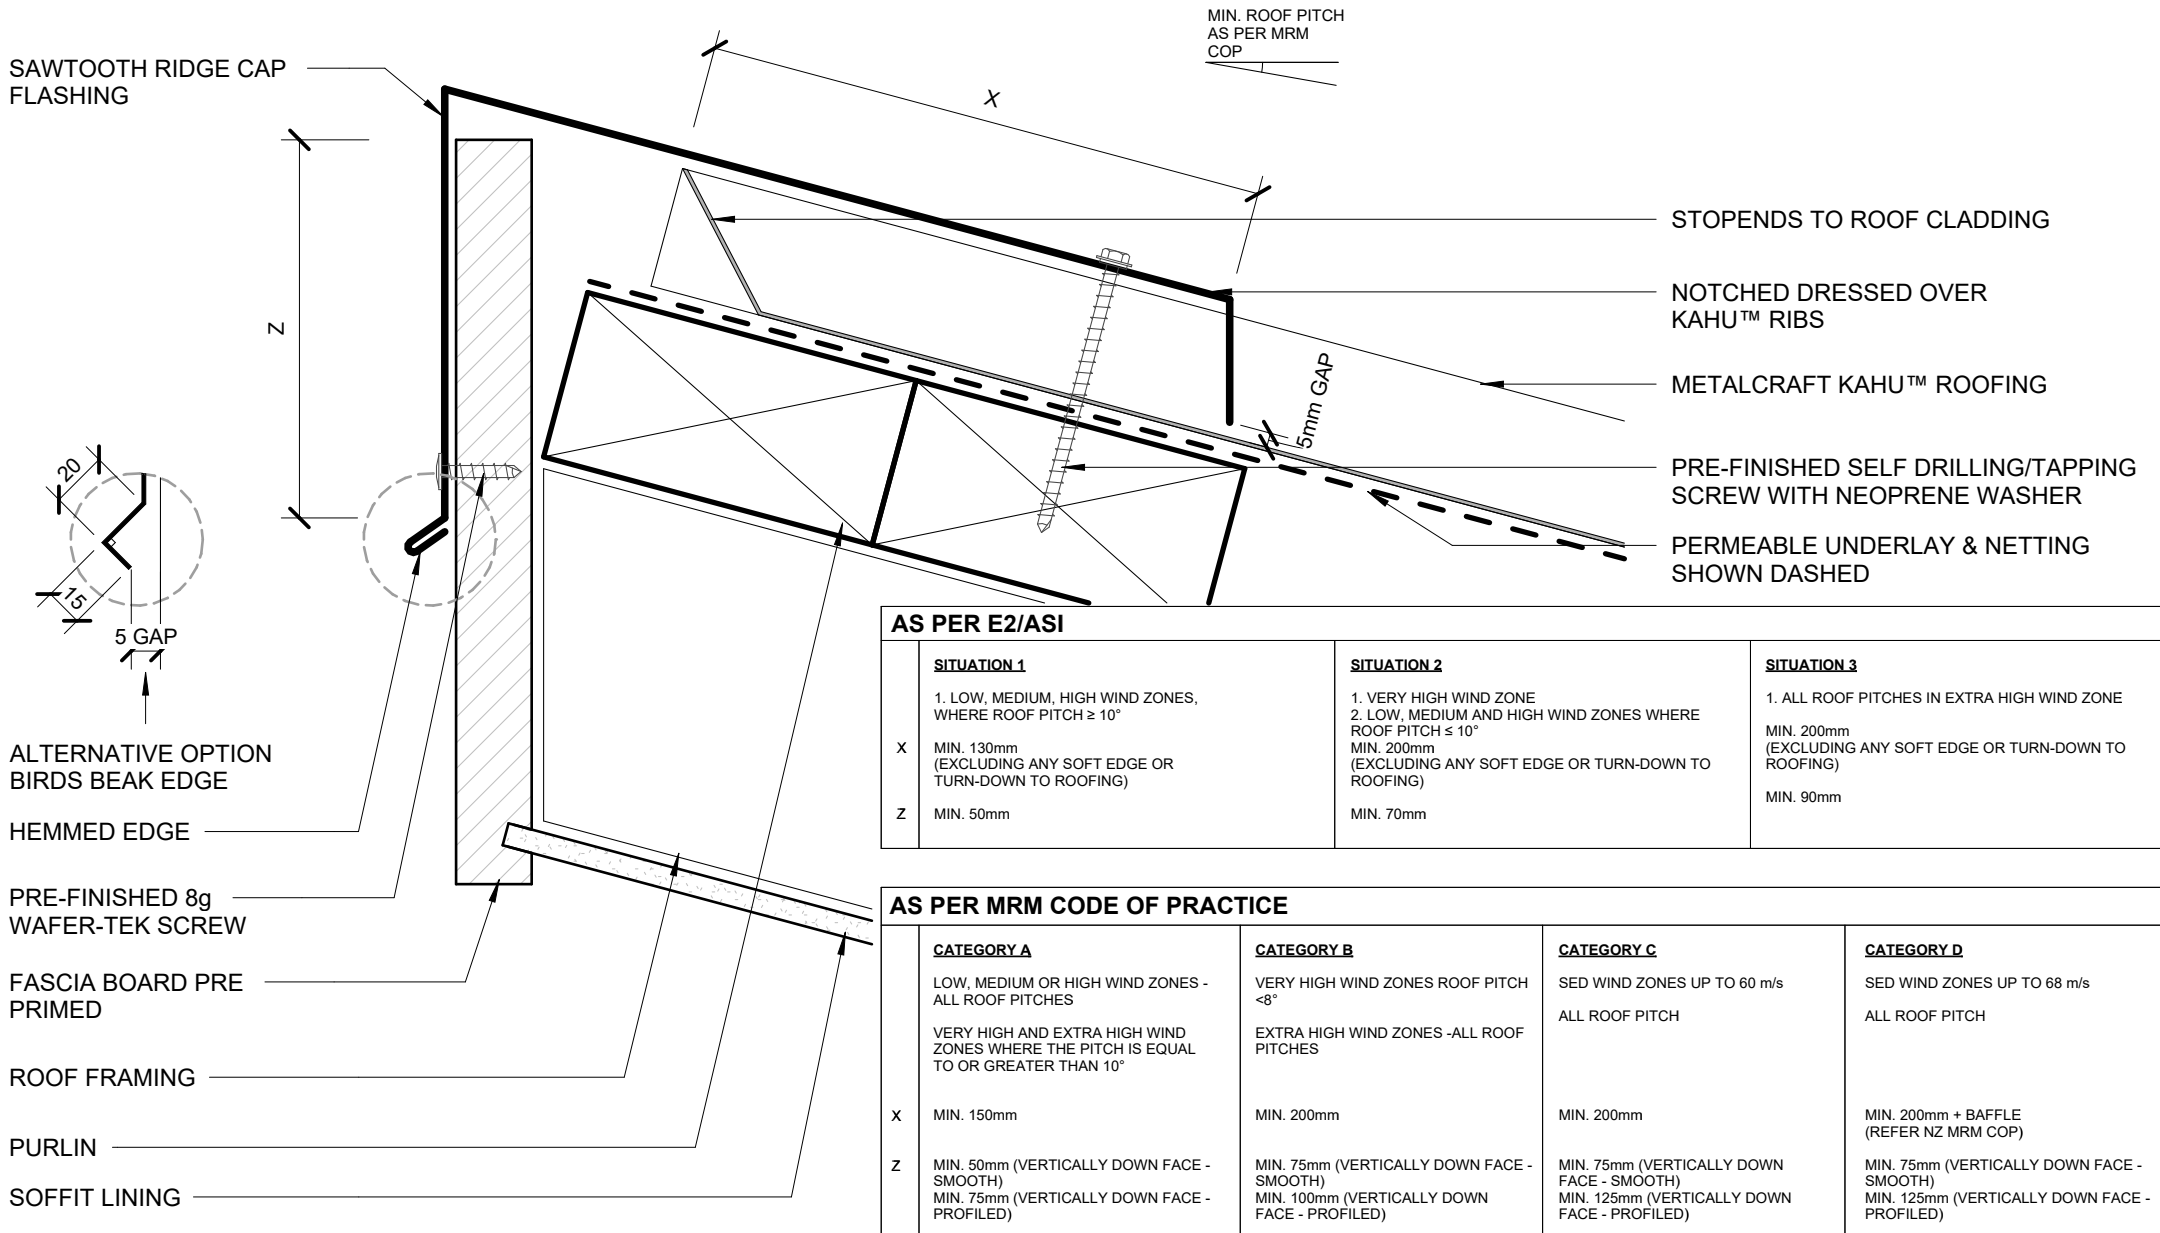 MIN. ROOF PITCH
AS PER MRM
COP
SAWTOOTH RIDGE CAP
FLASHING
X
Z
STOPENDS TO ROOF CLADDING
NOTCHED DRESSED OVER
KAHU™ RIBS
METALCRAFT KAHU™ ROOFING
5mm GAP
PRE-FINISHED SELF DRILLING/TAPPING
SCREW WITH NEOPRENE WASHER
PERMEABLE UNDERLAY & NETTING
SHOWN DASHED
20
15
5 GAP
ALTERNATIVE OPTION
BIRDS BEAK EDGE
HEMMED EDGE
PRE-FINISHED 8g
WAFER-TEK SCREW
FASCIA BOARD PRE
PRIMED
ROOF FRAMING
PURLIN
SOFFIT LINING
AS PER E2/ASI
SITUATION 1
1. LOW, MEDIUM, HIGH WIND ZONES,
WHERE ROOF PITCH ≥ 10°
X
MIN. 130mm
(EXCLUDING ANY SOFT EDGE OR
TURN-DOWN TO ROOFING)
Z
MIN. 50mm
SITUATION 2
1. VERY HIGH WIND ZONE
2. LOW, MEDIUM AND HIGH WIND ZONES WHERE
ROOF PITCH ≤ 10°
MIN. 200mm
(EXCLUDING ANY SOFT EDGE OR TURN-DOWN TO
ROOFING)
MIN. 70mm
SITUATION 3
1. ALL ROOF PITCHES IN EXTRA HIGH WIND ZONE
MIN. 200mm
(EXCLUDING ANY SOFT EDGE OR TURN-DOWN TO
ROOFING)
MIN. 90mm
AS PER MRM CODE OF PRACTICE
CATEGORY A
LOW, MEDIUM OR HIGH WIND ZONES -
ALL ROOF PITCHES
VERY HIGH AND EXTRA HIGH WIND
ZONES WHERE THE PITCH IS EQUAL
TO OR GREATER THAN 10°
X
MIN. 150mm
Z
MIN. 50mm (VERTICALLY DOWN FACE -
SMOOTH)
MIN. 75mm (VERTICALLY DOWN FACE -
PROFILED)
CATEGORY B
VERY HIGH WIND ZONES ROOF PITCH
<8°
EXTRA HIGH WIND ZONES -ALL ROOF
PITCHES
MIN. 200mm
MIN. 75mm (VERTICALLY DOWN FACE -
SMOOTH)
MIN. 100mm (VERTICALLY DOWN
FACE - PROFILED)
CATEGORY C
SED WIND ZONES UP TO 60 m/s
ALL ROOF PITCH
MIN. 200mm
MIN. 75mm (VERTICALLY DOWN
FACE - SMOOTH)
MIN. 125mm (VERTICALLY DOWN
FACE - PROFILED)
CATEGORY D
SED WIND ZONES UP TO 68 m/s
ALL ROOF PITCH
MIN. 200mm + BAFFLE
(REFER NZ MRM COP)
MIN. 75mm (VERTICALLY DOWN FACE -
SMOOTH)
MIN. 125mm (VERTICALLY DOWN FACE -
PROFILED)